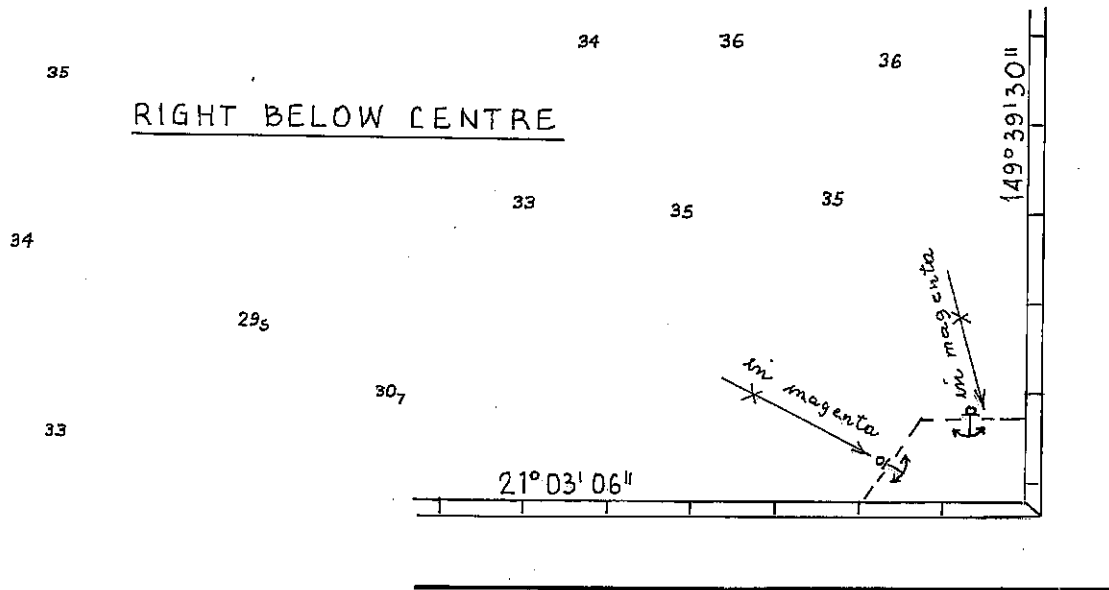 34 36
36
35
RIGHT BELOW CENTRE
149°39'30"
33 35 35
34
29₅
in magenta
in magenta
30₇
33
21°03'06"